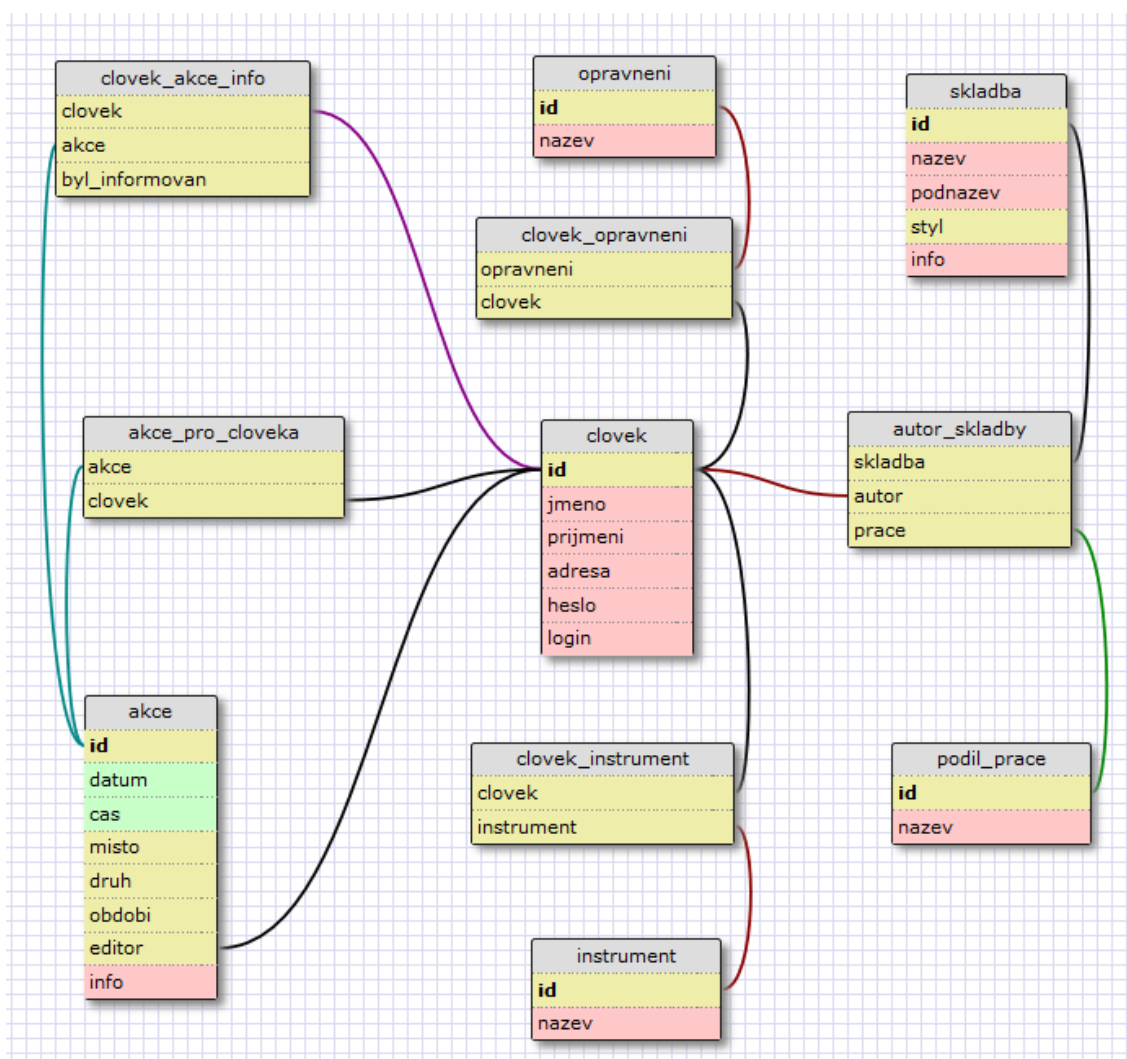 clovek_akce_info
clovek
akce
byl_informovan
opravneni
id
nazev
skladba
id
nazev
podnazev
styl
info
clovek_opravneni
opravneni
clovek
akce_pro_cloveka
akce
clovek
clovek
id
jmeno
prijmeni
adresa
heslo
login
autor_skladby
skladba
autor
prace
akce
id
datum
cas
misto
druh
obdobi
editor
info
clovek_instrument
clovek
instrument
podil_prace
id
nazev
instrument
id
nazev